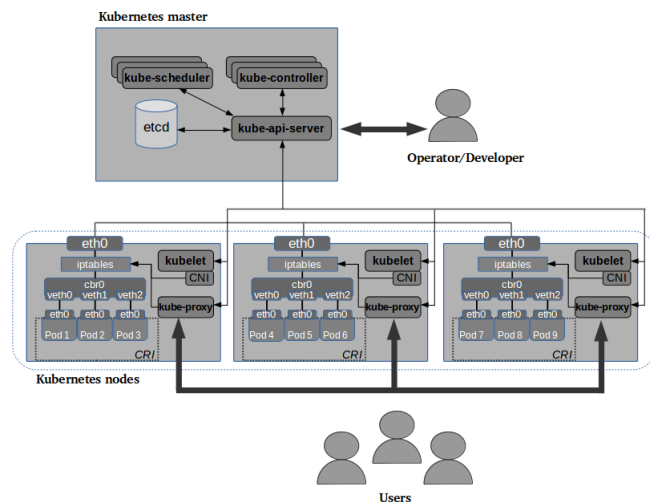 Kubernetes master
kube-scheduler
kube-controller
etcd
kube-api-server
Operator/Developer
eth0
iptables
kubelet
CNI
cbr0
veth0 veth1 veth2
kube-proxy
eth0 eth0 eth0
Pod 1 Pod 2 Pod 3
CRI
eth0
iptables
kubelet
CNI
cbr0
veth0 veth1 veth2
kube-proxy
eth0 eth0 eth0
Pod 4 Pod 5 Pod 6
CRI
eth0
iptables
kubelet
CNI
cbr0
veth0 veth1 veth2
kube-proxy
eth0 eth0 eth0
Pod 7 Pod 8 Pod 9
CRI
Kubernetes nodes
Users